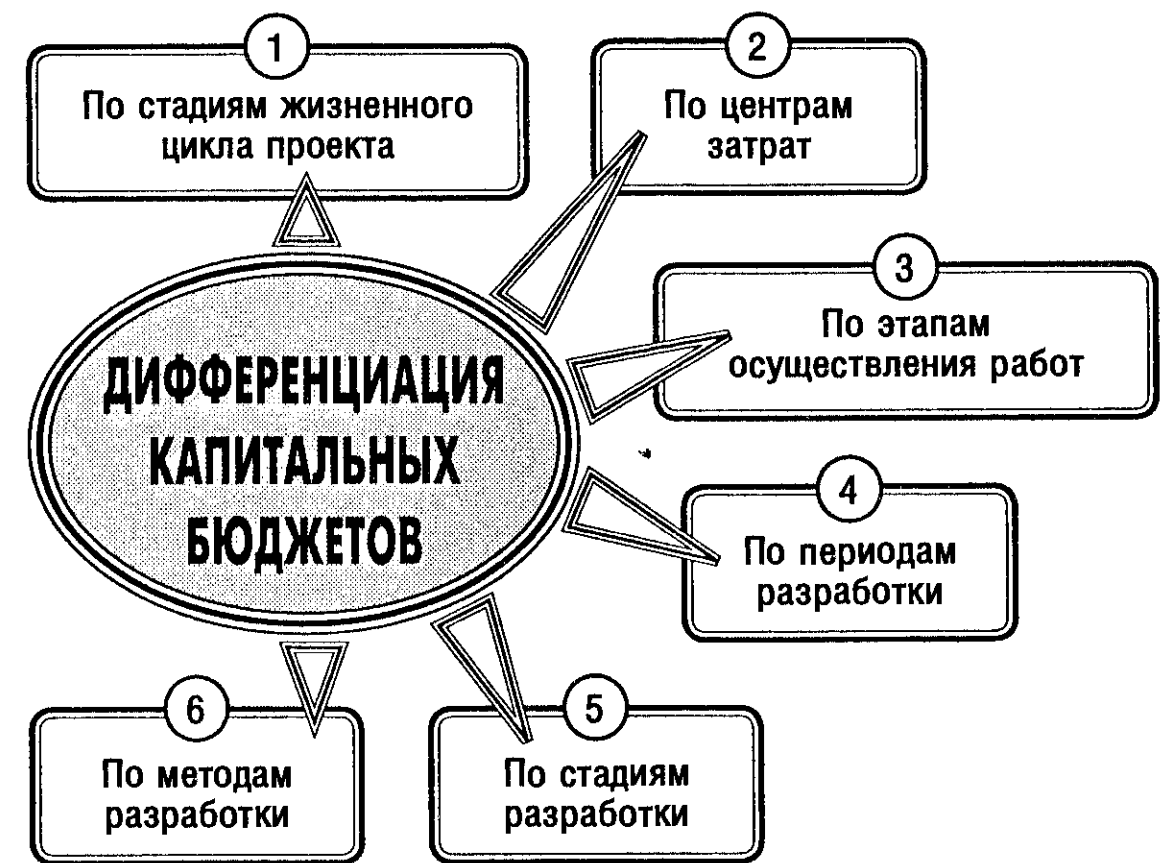 1
По стадиям жизненного
цикла проекта
2
По центрам
затрат
3
По этапам
осуществления работ
ДИФФЕРЕНЦИАЦИЯ
КАПИТАЛЬНЫХ
БЮДЖЕТОВ
4
По периодам
разработки
6
По методам
разработки
5
По стадиям
разработки